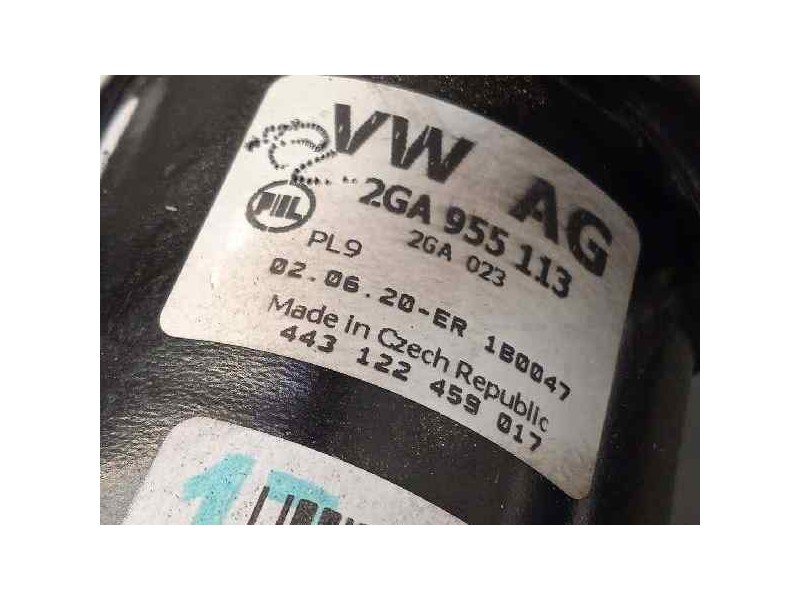 VW AG
2GA 955 113
PL9
2GA 023
02.06.20-ER 1B0047
Made in Czech Republic
443 122 459 017